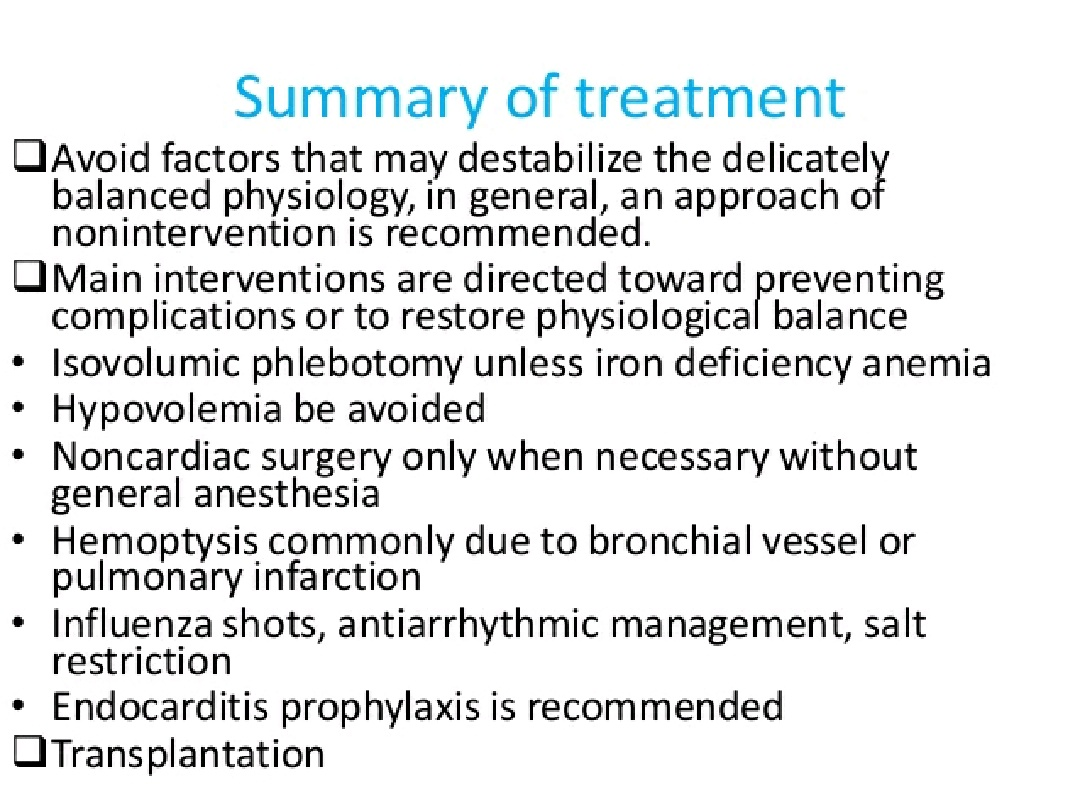 Summary of treatment
❑Avoid factors that may destabilize the delicately
balanced physiology, in general, an approach of
nonintervention is recommended.
❑Main interventions are directed toward preventing
complications or to restore physiological balance
• Isovolumic phlebotomy unless iron deficiency anemia
• Hypovolemia be avoided
• Noncardiac surgery only when necessary without
general anesthesia
• Hemoptysis commonly due to bronchial vessel or
pulmonary infarction
• Influenza shots, antiarrhythmic management, salt
restriction
• Endocarditis prophylaxis is recommended
❑Transplantation